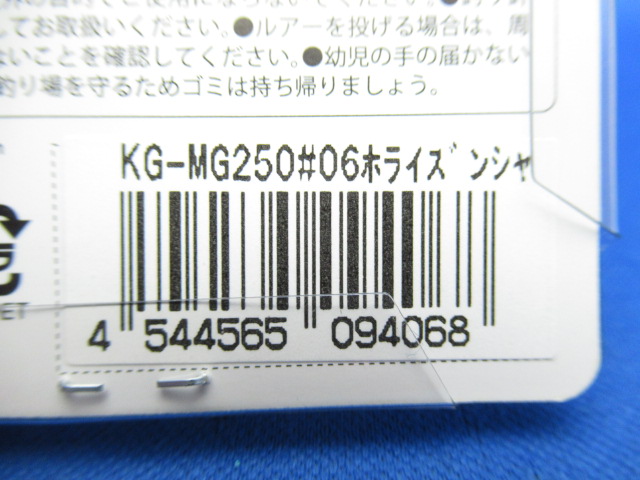 してお取扱いください。●ルアーを投げる場合は、周
ないことを確認してください。●幼児の手の届かない
釣り場を守るためゴミは持ち帰りましょう。
KG-MG250#06ホライズンシャ
4 544565 094068